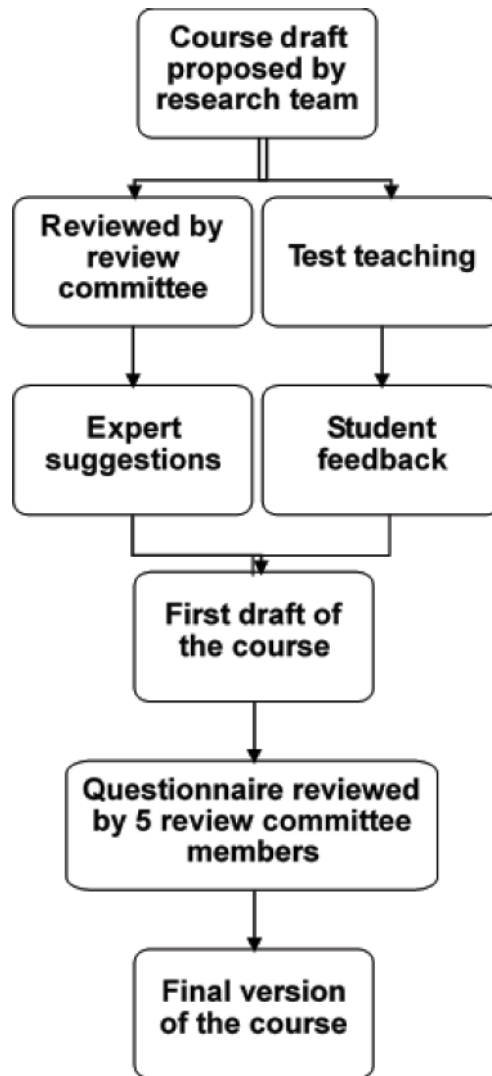 Course draft
proposed by
research team
Reviewed by
review
committee
Test teaching
Expert
suggestions
Student
feedback
First draft of
the course
Questionnaire reviewed
by 5 review committee
members
Final version
of the course